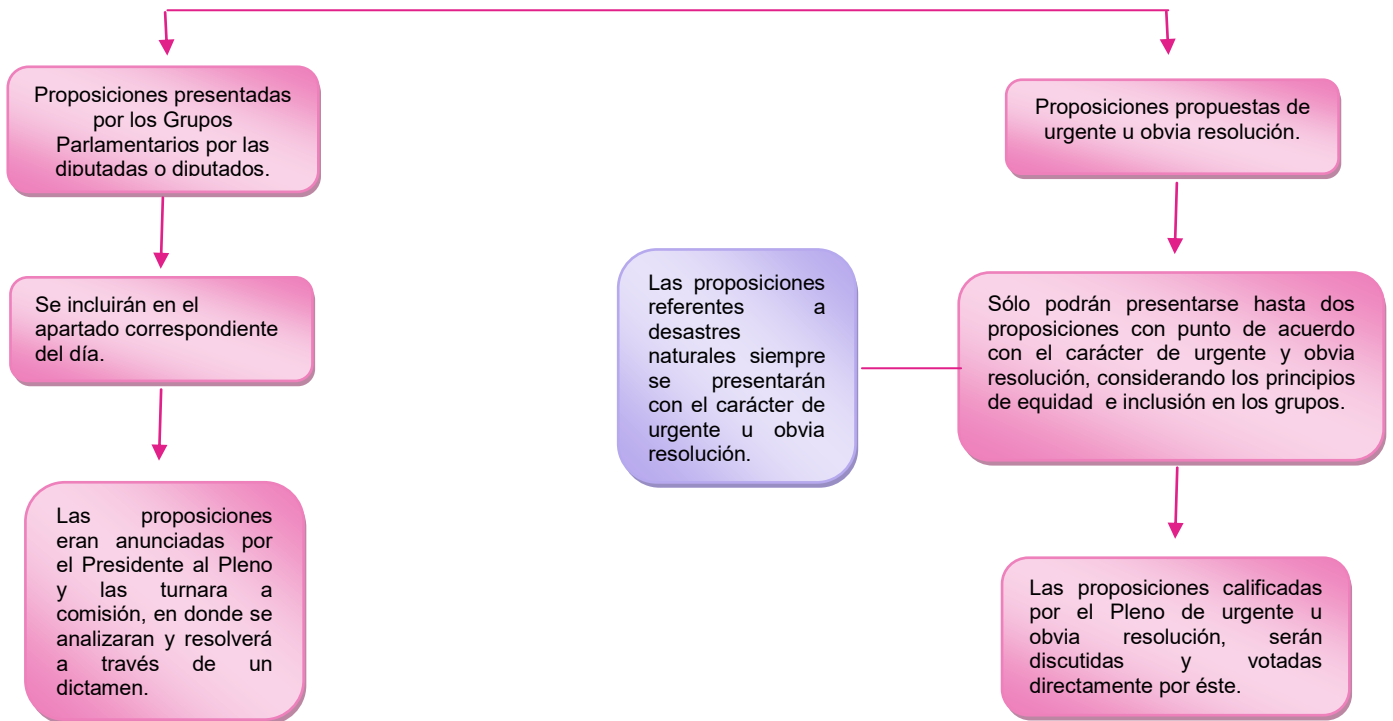 Proposiciones presentadas
por los Grupos
Parlamentarios por las
diputadas o diputados.
Se incluirán en el
apartado correspondiente
del día.
Las proposiciones
eran anunciadas por
el Presidente al Pleno
y las turnara a
comisión, en donde se
analizaran y resolverá
a través de un
dictamen.
Las proposiciones
referentes a
desastres
naturales siempre
se presentarán
con el carácter de
urgente u obvia
resolución.
Proposiciones propuestas de
urgente u obvia resolución.
Sólo podrán presentarse hasta dos
proposiciones con punto de acuerdo
con el carácter de urgente y obvia
resolución, considerando los principios
de equidad e inclusión en los grupos.
Las proposiciones calificadas
por el Pleno de urgente u
obvia resolución, serán
discutidas y votadas
directamente por éste.